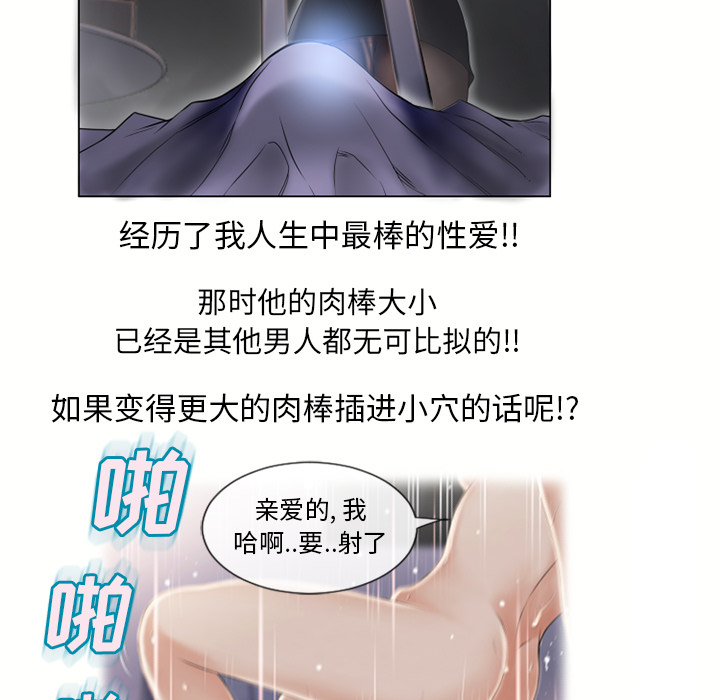 经历了我人生中最棒的性爱!!
那时他的肉棒大小
已经是其他男人都无可比拟的!!
如果变得更大的肉棒插进小穴的话呢!?
啪
亲爱的, 我
哈啊..要..射了
啪
啪